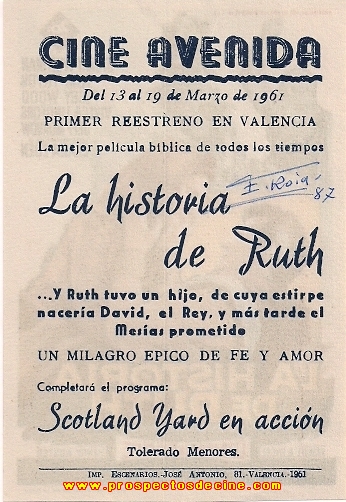 CINE AVENIDA
Del 13 al 19 de Marzo de 1961
PRIMER REESTRENO EN VALENCIA
La mejor película bíblica de todos los tiempos
La historia
de Ruth
...Y Ruth tuvo un hijo, de cuya estirpe
nacería David, el Rey, y más tarde el
Mesías prometido
UN MILAGRO EPICO DE FE Y AMOR
Completará el programa:
Scotland Yard en acción
Tolerado Menores.
IMP. ESCENARIOS.-JOSÉ ANTONIO, 81.-VALENCIA.-1961
www.prospectosdecine.com